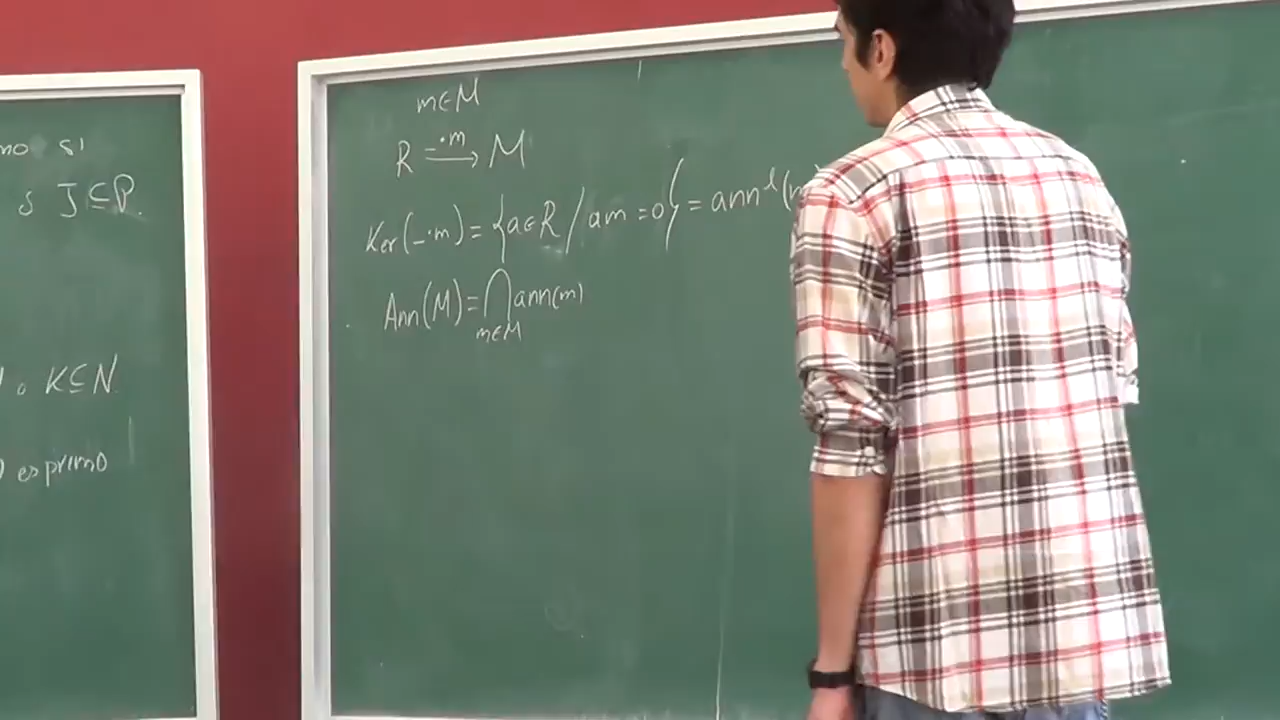 mo si
ó J⊆P.
o K⊆N
es primo
m∈M
R —·m→ M
Ker(_·m) = {a∈R / am = 0} = ann^l(
Ann(M) = ⋂ ann(m)
m∈M